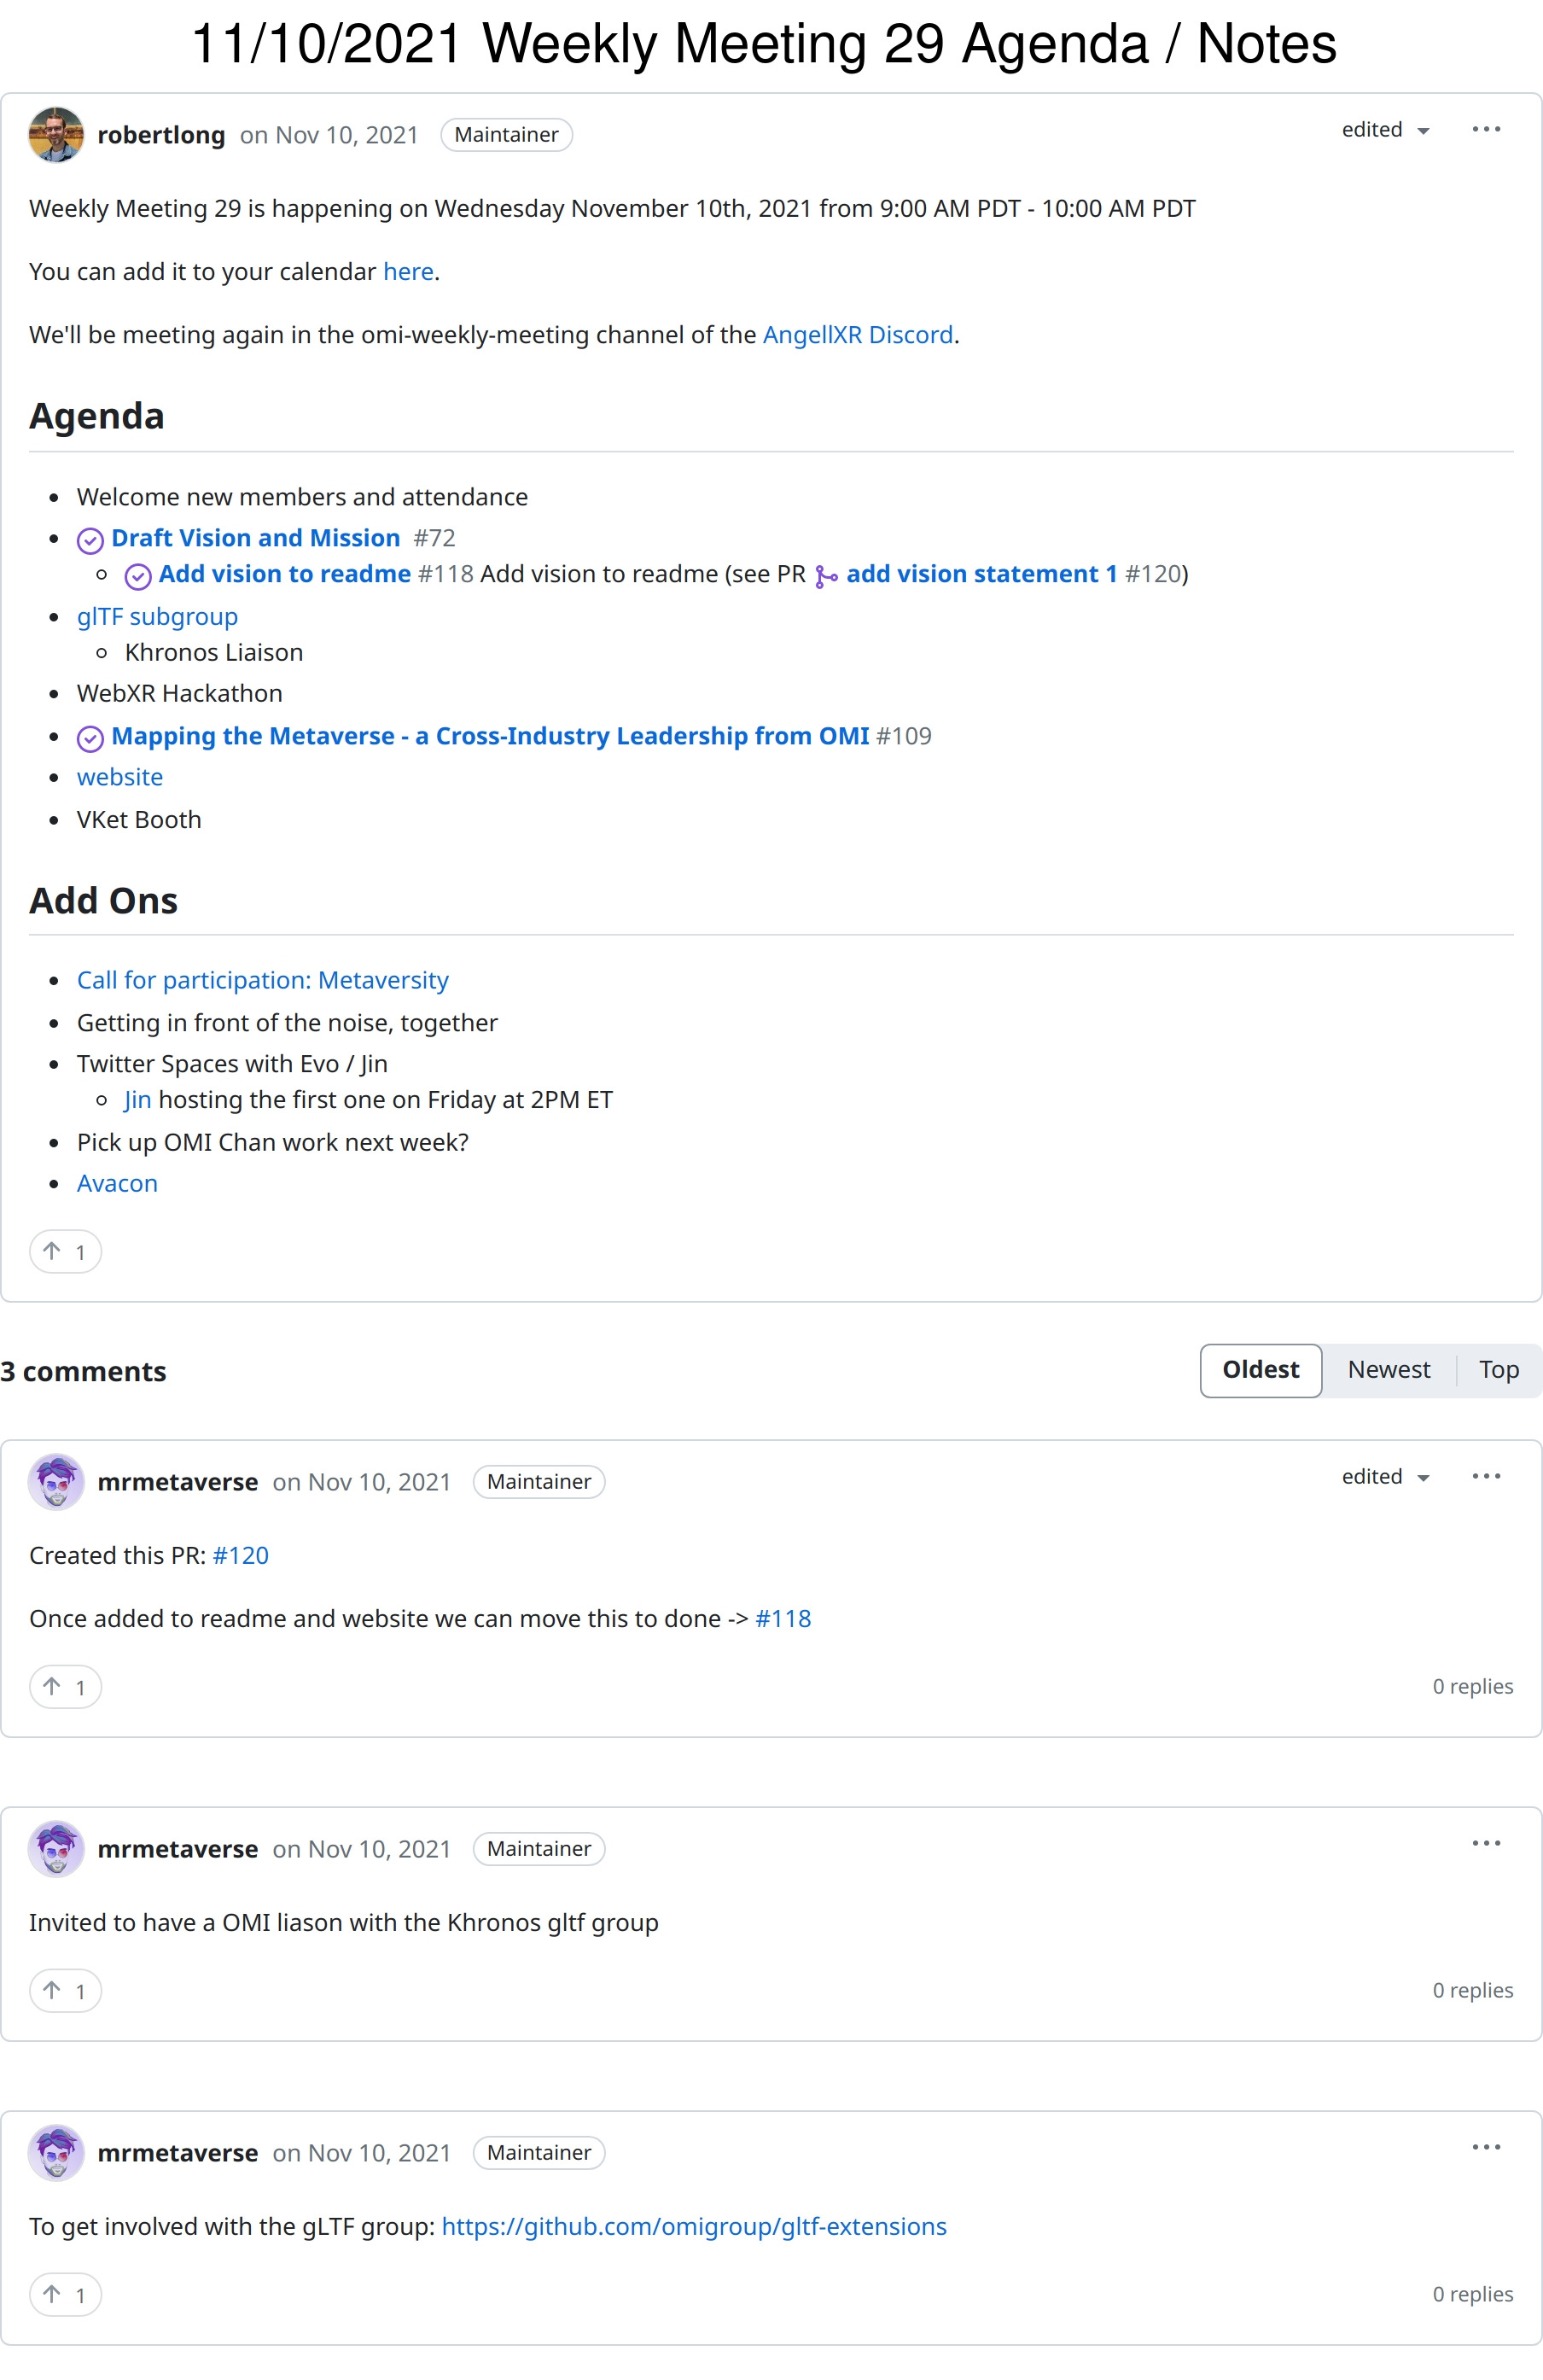 11/10/2021 Weekly Meeting 29 Agenda / Notes
robertlong on Nov 10, 2021 Maintainer edited
Weekly Meeting 29 is happening on Wednesday November 10th, 2021 from 9:00 AM PDT - 10:00 AM PDT
You can add it to your calendar here.
We'll be meeting again in the omi-weekly-meeting channel of the AngellXR Discord.
Agenda
Welcome new members and attendance
Draft Vision and Mission #72
Add vision to readme #118 Add vision to readme (see PR add vision statement 1 #120)
glTF subgroup
Khronos Liaison
WebXR Hackathon
Mapping the Metaverse - a Cross-Industry Leadership from OMI #109
website
VKet Booth
Add Ons
Call for participation: Metaversity
Getting in front of the noise, together
Twitter Spaces with Evo / Jin
Jin hosting the first one on Friday at 2PM ET
Pick up OMI Chan work next week?
Avacon
1
3 comments Oldest Newest Top
mrmetaverse on Nov 10, 2021 Maintainer edited
Created this PR: #120
Once added to readme and website we can move this to done -> #118
1 0 replies
mrmetaverse on Nov 10, 2021 Maintainer
Invited to have a OMI liason with the Khronos gltf group
1 0 replies
mrmetaverse on Nov 10, 2021 Maintainer
To get involved with the gLTF group: https://github.com/omigroup/gltf-extensions
1 0 replies